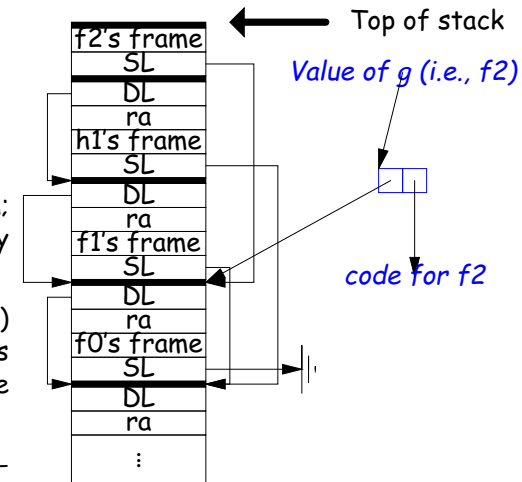 Top of stack
f2's frame
SL
Value of g (i.e., f2)
DL
ra
h1's frame
SL
DL
;
ra
y
f1's frame
SL
code for f2
DL
)
ra
s
f0's frame
e
SL
DL
ra
⋮
-